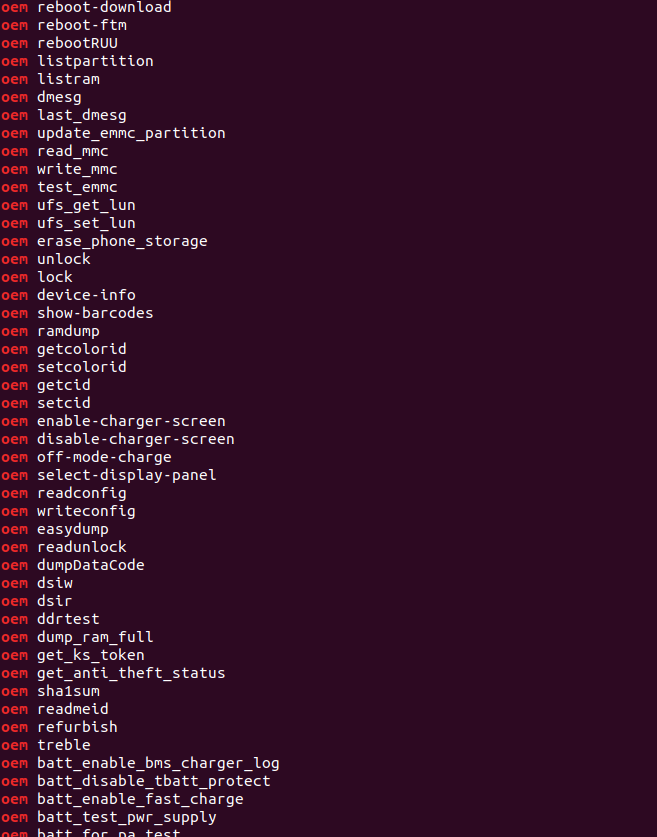 oem reboot-download
oem reboot-ftm
oem rebootRUU
oem listpartition
oem listram
oem dmesg
oem last_dmesg
oem update_emmc_partition
oem read_mmc
oem write_mmc
oem test_emmc
oem ufs_get_lun
oem ufs_set_lun
oem erase_phone_storage
oem unlock
oem lock
oem device-info
oem show-barcodes
oem ramdump
oem getcolorid
oem setcolorid
oem getcid
oem setcid
oem enable-charger-screen
oem disable-charger-screen
oem off-mode-charge
oem select-display-panel
oem readconfig
oem writeconfig
oem easydump
oem readunlock
oem dumpDataCode
oem dsiw
oem dsir
oem ddrtest
oem dump_ram_full
oem get_ks_token
oem get_anti_theft_status
oem sha1sum
oem readmeid
oem refurbish
oem treble
oem batt_enable_bms_charger_log
oem batt_disable_tbatt_protect
oem batt_enable_fast_charge
oem batt_test_pwr_supply
oem batt_for_pa_test